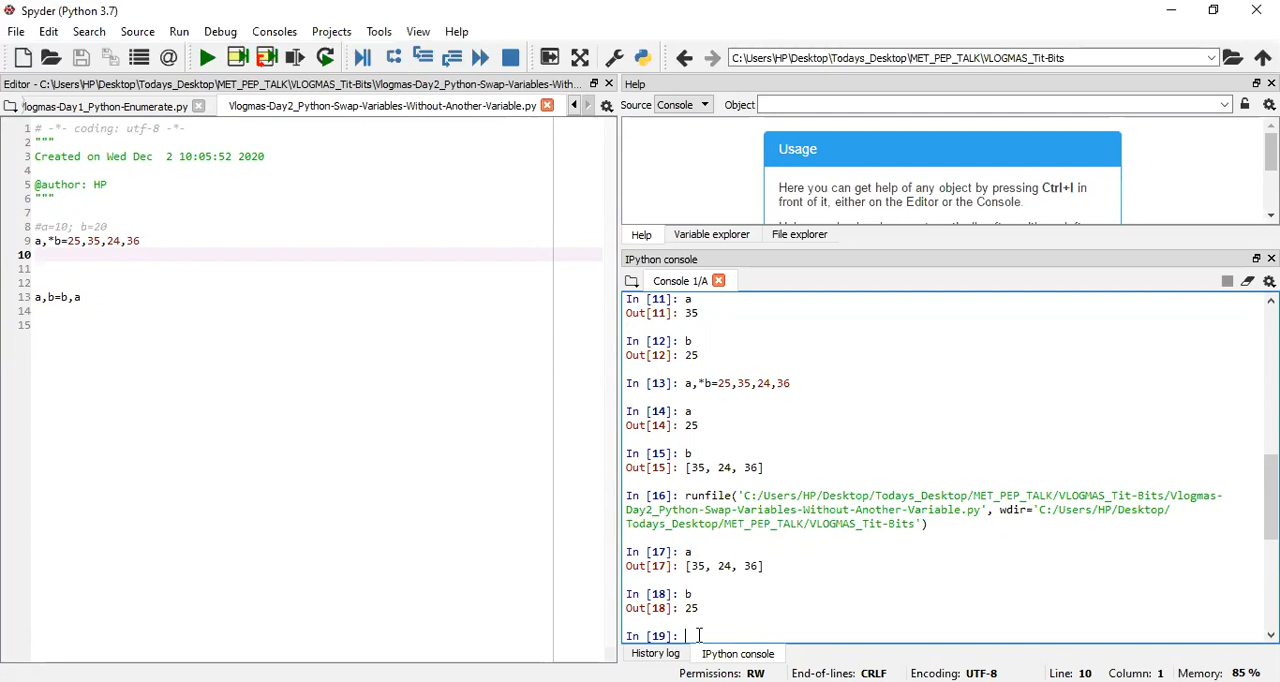 Spyder (Python 3.7)
File Edit Search Source Run Debug Consoles Projects Tools View Help
C:\Users\HP\Desktop\Todays_Desktop\MET_PEP_TALK\VLOGMAS_Tit-Bits
Editor - C:\Users\HP\Desktop\Todays_Desktop\MET_PEP_TALK\VLOGMAS_Tit-Bits\Vlogmas-Day2_Python-Swap-Variables-With...
logmas-Day1_Python-Enumerate.py Vlogmas-Day2_Python-Swap-Variables-Without-Another-Variable.py
1 # -*- coding: utf-8 -*-
2 """
3 Created on Wed Dec  2 10:05:52 2020
4
5 @author: HP
6 """
7
8 #a=10; b=20
9 a,*b=25,35,24,36
10
11
12
13 a,b=b,a
14
15
Help
Source Console Object
Usage
Here you can get help of any object by pressing Ctrl+I in
front of it, either on the Editor or the Console.
Help Variable explorer File explorer
IPython console
Console 1/A
In [11]: a
Out[11]: 35
In [12]: b
Out[12]: 25
In [13]: a,*b=25,35,24,36
In [14]: a
Out[14]: 25
In [15]: b
Out[15]: [35, 24, 36]
In [16]: runfile('C:/Users/HP/Desktop/Todays_Desktop/MET_PEP_TALK/VLOGMAS_Tit-Bits/Vlogmas-
Day2_Python-Swap-Variables-Without-Another-Variable.py', wdir='C:/Users/HP/Desktop/
Todays_Desktop/MET_PEP_TALK/VLOGMAS_Tit-Bits')
In [17]: a
Out[17]: [35, 24, 36]
In [18]: b
Out[18]: 25
In [19]:
History log IPython console
Permissions: RW End-of-lines: CRLF Encoding: UTF-8 Line: 10 Column: 1 Memory: 85 %